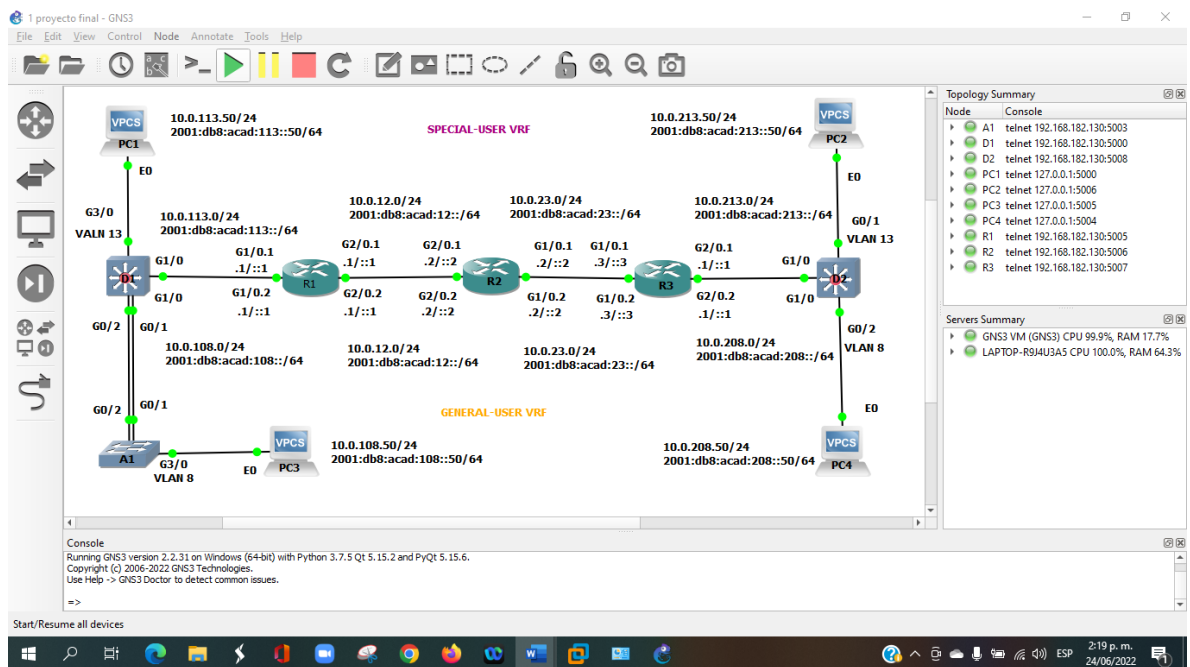 1 proyecto final - GNS3
File Edit View Control Node Annotate Tools Help
VPCS
PC1
10.0.113.50/24
2001:db8:acad:113::50/64
SPECIAL-USER VRF
10.0.213.50/24
2001:db8:acad:213::50/64
VPCS
PC2
E0
E0
G3/0
VALN 13
10.0.113.0/24
2001:db8:acad:113::/64
10.0.12.0/24
2001:db8:acad:12::/64
10.0.23.0/24
2001:db8:acad:23::/64
10.0.213.0/24
2001:db8:acad:213::/64
G0/1
VLAN 13
G1/0
G1/0.1
.1/::1
G2/0.1
.1/::1
G2/0.1
.2/::2
G1/0.1
.2/::2
G1/0.1
.3/::3
G2/0.1
.1/::1
G1/0
D1
R1
R2
R3
D2
G1/0
G1/0.2
.1/::1
G2/0.2
.1/::1
G2/0.2
.2/::2
G1/0.2
.2/::2
G1/0.2
.3/::3
G2/0.2
.1/::1
G1/0
G0/2
G0/1
10.0.108.0/24
2001:db8:acad:108::/64
10.0.12.0/24
2001:db8:acad:12::/64
10.0.23.0/24
2001:db8:acad:23::/64
10.0.208.0/24
2001:db8:acad:208::/64
G0/2
VLAN 8
G0/2
G0/1
GENERAL-USER VRF
E0
A1
G3/0
VLAN 8
E0
VPCS
PC3
10.0.108.50/24
2001:db8:acad:108::50/64
10.0.208.50/24
2001:db8:acad:208::50/64
VPCS
PC4
Topology Summary
Node Console
A1 telnet 192.168.182.130:5003
D1 telnet 192.168.182.130:5000
D2 telnet 192.168.182.130:5008
PC1 telnet 127.0.0.1:5000
PC2 telnet 127.0.0.1:5006
PC3 telnet 127.0.0.1:5005
PC4 telnet 127.0.0.1:5004
R1 telnet 192.168.182.130:5005
R2 telnet 192.168.182.130:5006
R3 telnet 192.168.182.130:5007
Servers Summary
GNS3 VM (GNS3) CPU 99.9%, RAM 17.7%
LAPTOP-R9J4U3A5 CPU 100.0%, RAM 64.3%
Console
Running GNS3 version 2.2.31 on Windows (64-bit) with Python 3.7.5 Qt 5.15.2 and PyQt 5.15.6.
Copyright (c) 2006-2022 GNS3 Technologies.
Use Help -> GNS3 Doctor to detect common issues.
=>
Start/Resume all devices
ESP
2:19 p. m.
24/06/2022